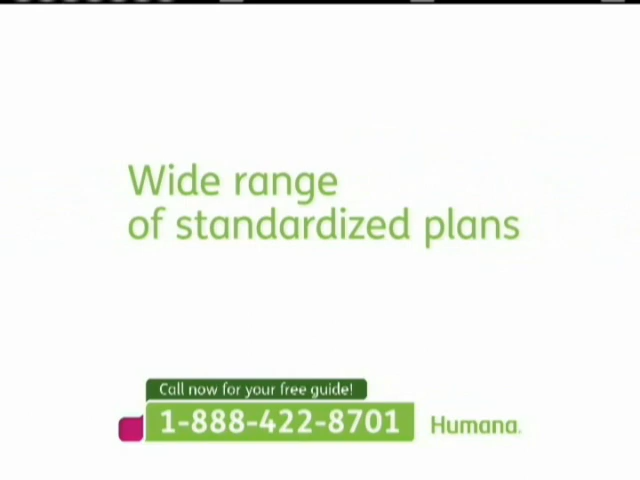 Wide range
of standardized plans
Call now for your free guide!
1-888-422-8701
Humana.